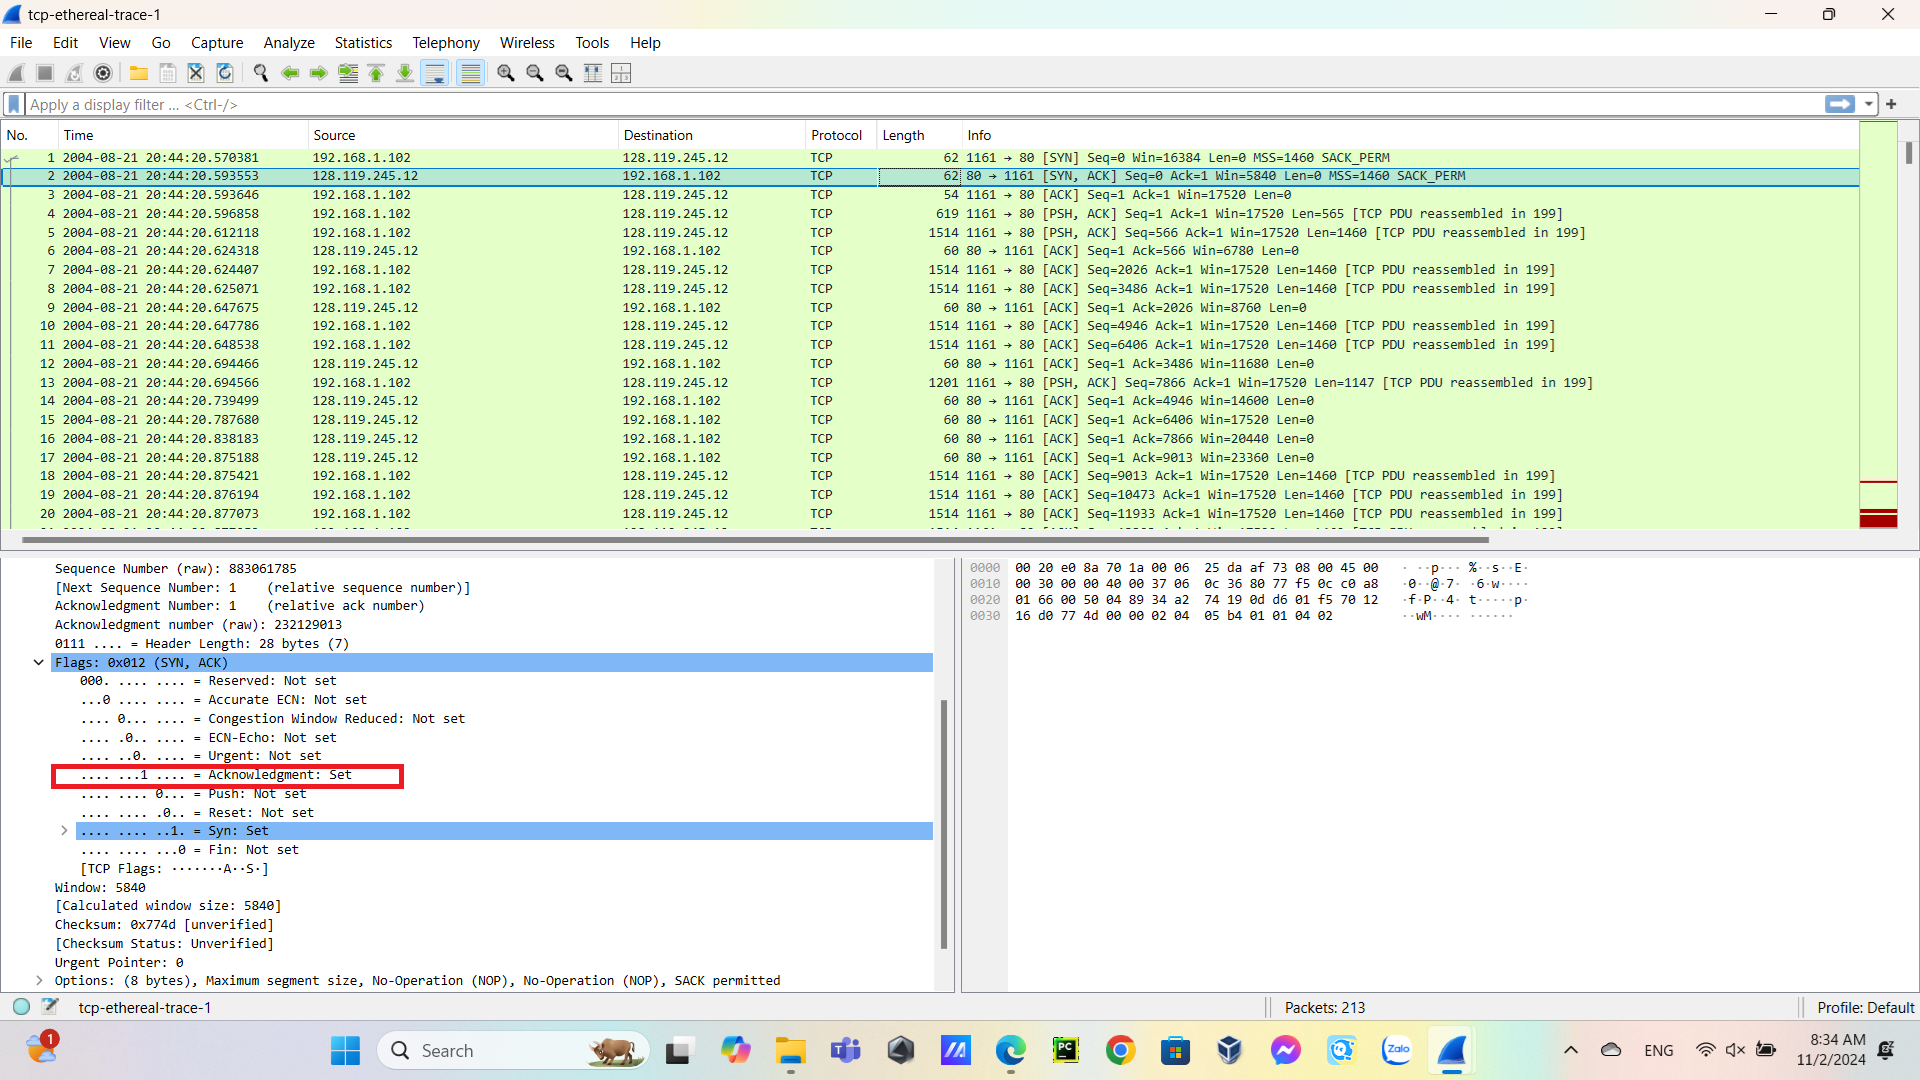 tcp-ethereal-trace-1
File Edit View Go Capture Analyze Statistics Telephony Wireless Tools Help
Apply a display filter ... <Ctrl-/>
No. Time Source Destination Protocol Length Info
1 2004-08-21 20:44:20.570381 192.168.1.102 128.119.245.12 TCP 62 1161 → 80 [SYN] Seq=0 Win=16384 Len=0 MSS=1460 SACK_PERM
2 2004-08-21 20:44:20.593553 128.119.245.12 192.168.1.102 TCP 62 80 → 1161 [SYN, ACK] Seq=0 Ack=1 Win=5840 Len=0 MSS=1460 SACK_PERM
3 2004-08-21 20:44:20.593646 192.168.1.102 128.119.245.12 TCP 54 1161 → 80 [ACK] Seq=1 Ack=1 Win=17520 Len=0
4 2004-08-21 20:44:20.596858 192.168.1.102 128.119.245.12 TCP 619 1161 → 80 [PSH, ACK] Seq=1 Ack=1 Win=17520 Len=565 [TCP PDU reassembled in 199]
5 2004-08-21 20:44:20.612118 192.168.1.102 128.119.245.12 TCP 1514 1161 → 80 [PSH, ACK] Seq=566 Ack=1 Win=17520 Len=1460 [TCP PDU reassembled in 199]
6 2004-08-21 20:44:20.624318 128.119.245.12 192.168.1.102 TCP 60 80 → 1161 [ACK] Seq=1 Ack=566 Win=6780 Len=0
7 2004-08-21 20:44:20.624407 192.168.1.102 128.119.245.12 TCP 1514 1161 → 80 [ACK] Seq=2026 Ack=1 Win=17520 Len=1460 [TCP PDU reassembled in 199]
8 2004-08-21 20:44:20.625071 192.168.1.102 128.119.245.12 TCP 1514 1161 → 80 [ACK] Seq=3486 Ack=1 Win=17520 Len=1460 [TCP PDU reassembled in 199]
9 2004-08-21 20:44:20.647675 128.119.245.12 192.168.1.102 TCP 60 80 → 1161 [ACK] Seq=1 Ack=2026 Win=8760 Len=0
10 2004-08-21 20:44:20.647786 192.168.1.102 128.119.245.12 TCP 1514 1161 → 80 [ACK] Seq=4946 Ack=1 Win=17520 Len=1460 [TCP PDU reassembled in 199]
11 2004-08-21 20:44:20.648538 192.168.1.102 128.119.245.12 TCP 1514 1161 → 80 [ACK] Seq=6406 Ack=1 Win=17520 Len=1460 [TCP PDU reassembled in 199]
12 2004-08-21 20:44:20.694466 128.119.245.12 192.168.1.102 TCP 60 80 → 1161 [ACK] Seq=1 Ack=3486 Win=11680 Len=0
13 2004-08-21 20:44:20.694566 192.168.1.102 128.119.245.12 TCP 1201 1161 → 80 [PSH, ACK] Seq=7866 Ack=1 Win=17520 Len=1147 [TCP PDU reassembled in 199]
14 2004-08-21 20:44:20.739499 128.119.245.12 192.168.1.102 TCP 60 80 → 1161 [ACK] Seq=1 Ack=4946 Win=14600 Len=0
15 2004-08-21 20:44:20.787680 128.119.245.12 192.168.1.102 TCP 60 80 → 1161 [ACK] Seq=1 Ack=6406 Win=17520 Len=0
16 2004-08-21 20:44:20.838183 128.119.245.12 192.168.1.102 TCP 60 80 → 1161 [ACK] Seq=1 Ack=7866 Win=20440 Len=0
17 2004-08-21 20:44:20.875188 128.119.245.12 192.168.1.102 TCP 60 80 → 1161 [ACK] Seq=1 Ack=9013 Win=23360 Len=0
18 2004-08-21 20:44:20.875421 192.168.1.102 128.119.245.12 TCP 1514 1161 → 80 [ACK] Seq=9013 Ack=1 Win=17520 Len=1460 [TCP PDU reassembled in 199]
19 2004-08-21 20:44:20.876194 192.168.1.102 128.119.245.12 TCP 1514 1161 → 80 [ACK] Seq=10473 Ack=1 Win=17520 Len=1460 [TCP PDU reassembled in 199]
20 2004-08-21 20:44:20.877073 192.168.1.102 128.119.245.12 TCP 1514 1161 → 80 [ACK] Seq=11933 Ack=1 Win=17520 Len=1460 [TCP PDU reassembled in 199]
Sequence Number (raw): 883061785
[Next Sequence Number: 1    (relative sequence number)]
Acknowledgment Number: 1    (relative ack number)
Acknowledgment number (raw): 232129013
0111 .... = Header Length: 28 bytes (7)
Flags: 0x012 (SYN, ACK)
000. .... .... = Reserved: Not set
...0 .... .... = Accurate ECN: Not set
.... 0... .... = Congestion Window Reduced: Not set
.... .0.. .... = ECN-Echo: Not set
.... ..0. .... = Urgent: Not set
.... ...1 .... = Acknowledgment: Set
.... .... 0... = Push: Not set
.... .... .0.. = Reset: Not set
.... .... ..1. = Syn: Set
.... .... ...0 = Fin: Not set
[TCP Flags: ·······A··S·]
Window: 5840
[Calculated window size: 5840]
Checksum: 0x774d [unverified]
[Checksum Status: Unverified]
Urgent Pointer: 0
Options: (8 bytes), Maximum segment size, No-Operation (NOP), No-Operation (NOP), SACK permitted
0000 00 20 e0 8a 70 1a 00 06 25 da af 73 08 00 45 00 · ··p··· %··s··E·
0010 00 30 00 00 40 00 37 06 0c 36 80 77 f5 0c c0 a8 ·0··@·7· ·6·w····
0020 01 66 00 50 04 89 34 a2 74 19 0d d6 01 f5 70 12 ·f·P··4· t·····p·
0030 16 d0 77 4d 00 00 02 04 05 b4 01 01 04 02 ··wM···· ······
tcp-ethereal-trace-1
Packets: 213
Profile: Default
1
Search
PC
Zalo
ENG
8:34 AM
11/2/2024